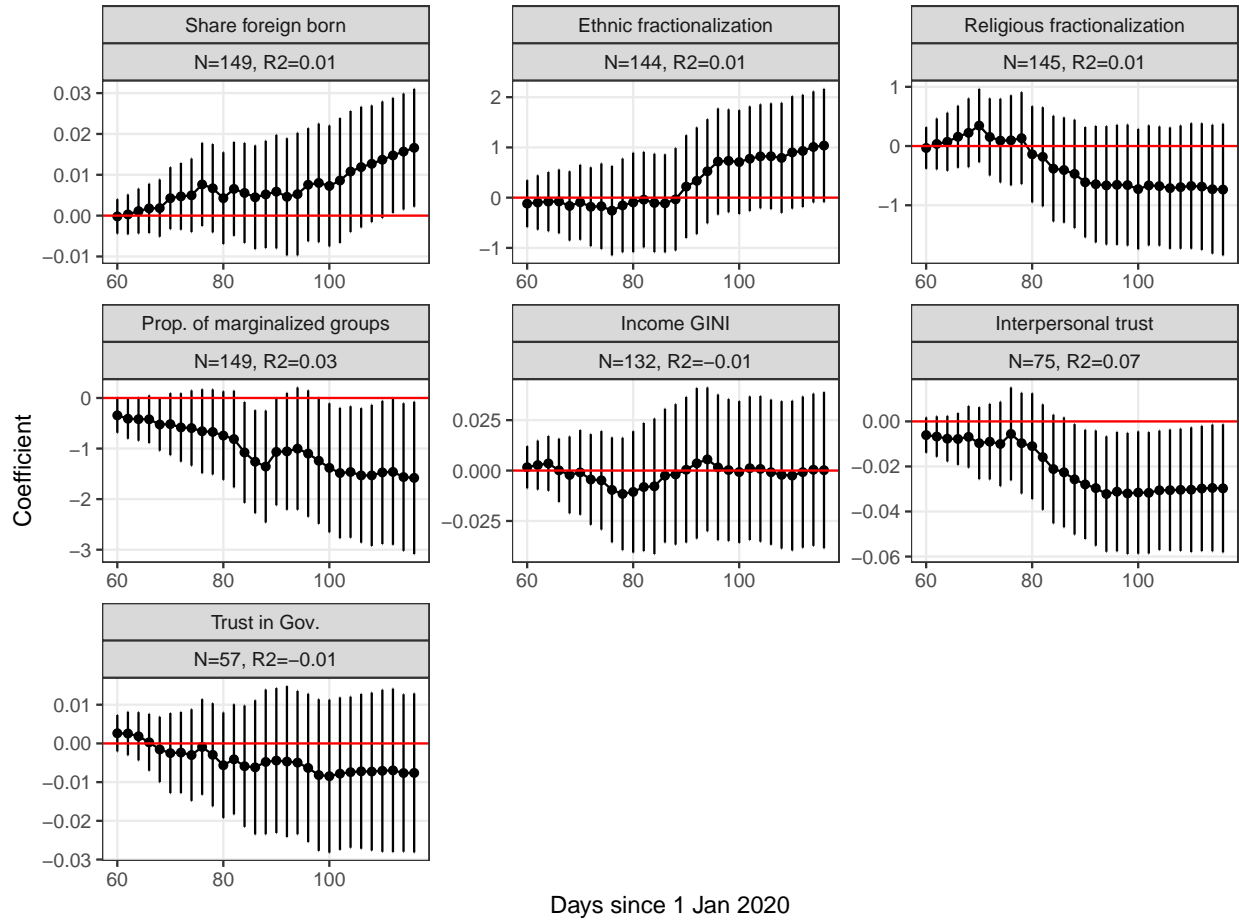 Share foreign born
N=149, R2=0.01
Ethnic fractionalization
N=144, R2=0.01
Religious fractionalization
N=145, R2=0.01
0.03
0.02
0.01
0.00
−0.01
60 80 100
2
1
0
−1
60 80 100
1
0
−1
60 80 100
Prop. of marginalized groups
N=149, R2=0.03
Income GINI
N=132, R2=−0.01
Interpersonal trust
N=75, R2=0.07
0
−1
−2
−3
60 80 100
0.025
0.000
−0.025
60 80 100
0.00
−0.02
−0.04
−0.06
60 80 100
Coefficient
Trust in Gov.
N=57, R2=−0.01
0.01
0.00
−0.01
−0.02
−0.03
60 80 100
Days since 1 Jan 2020